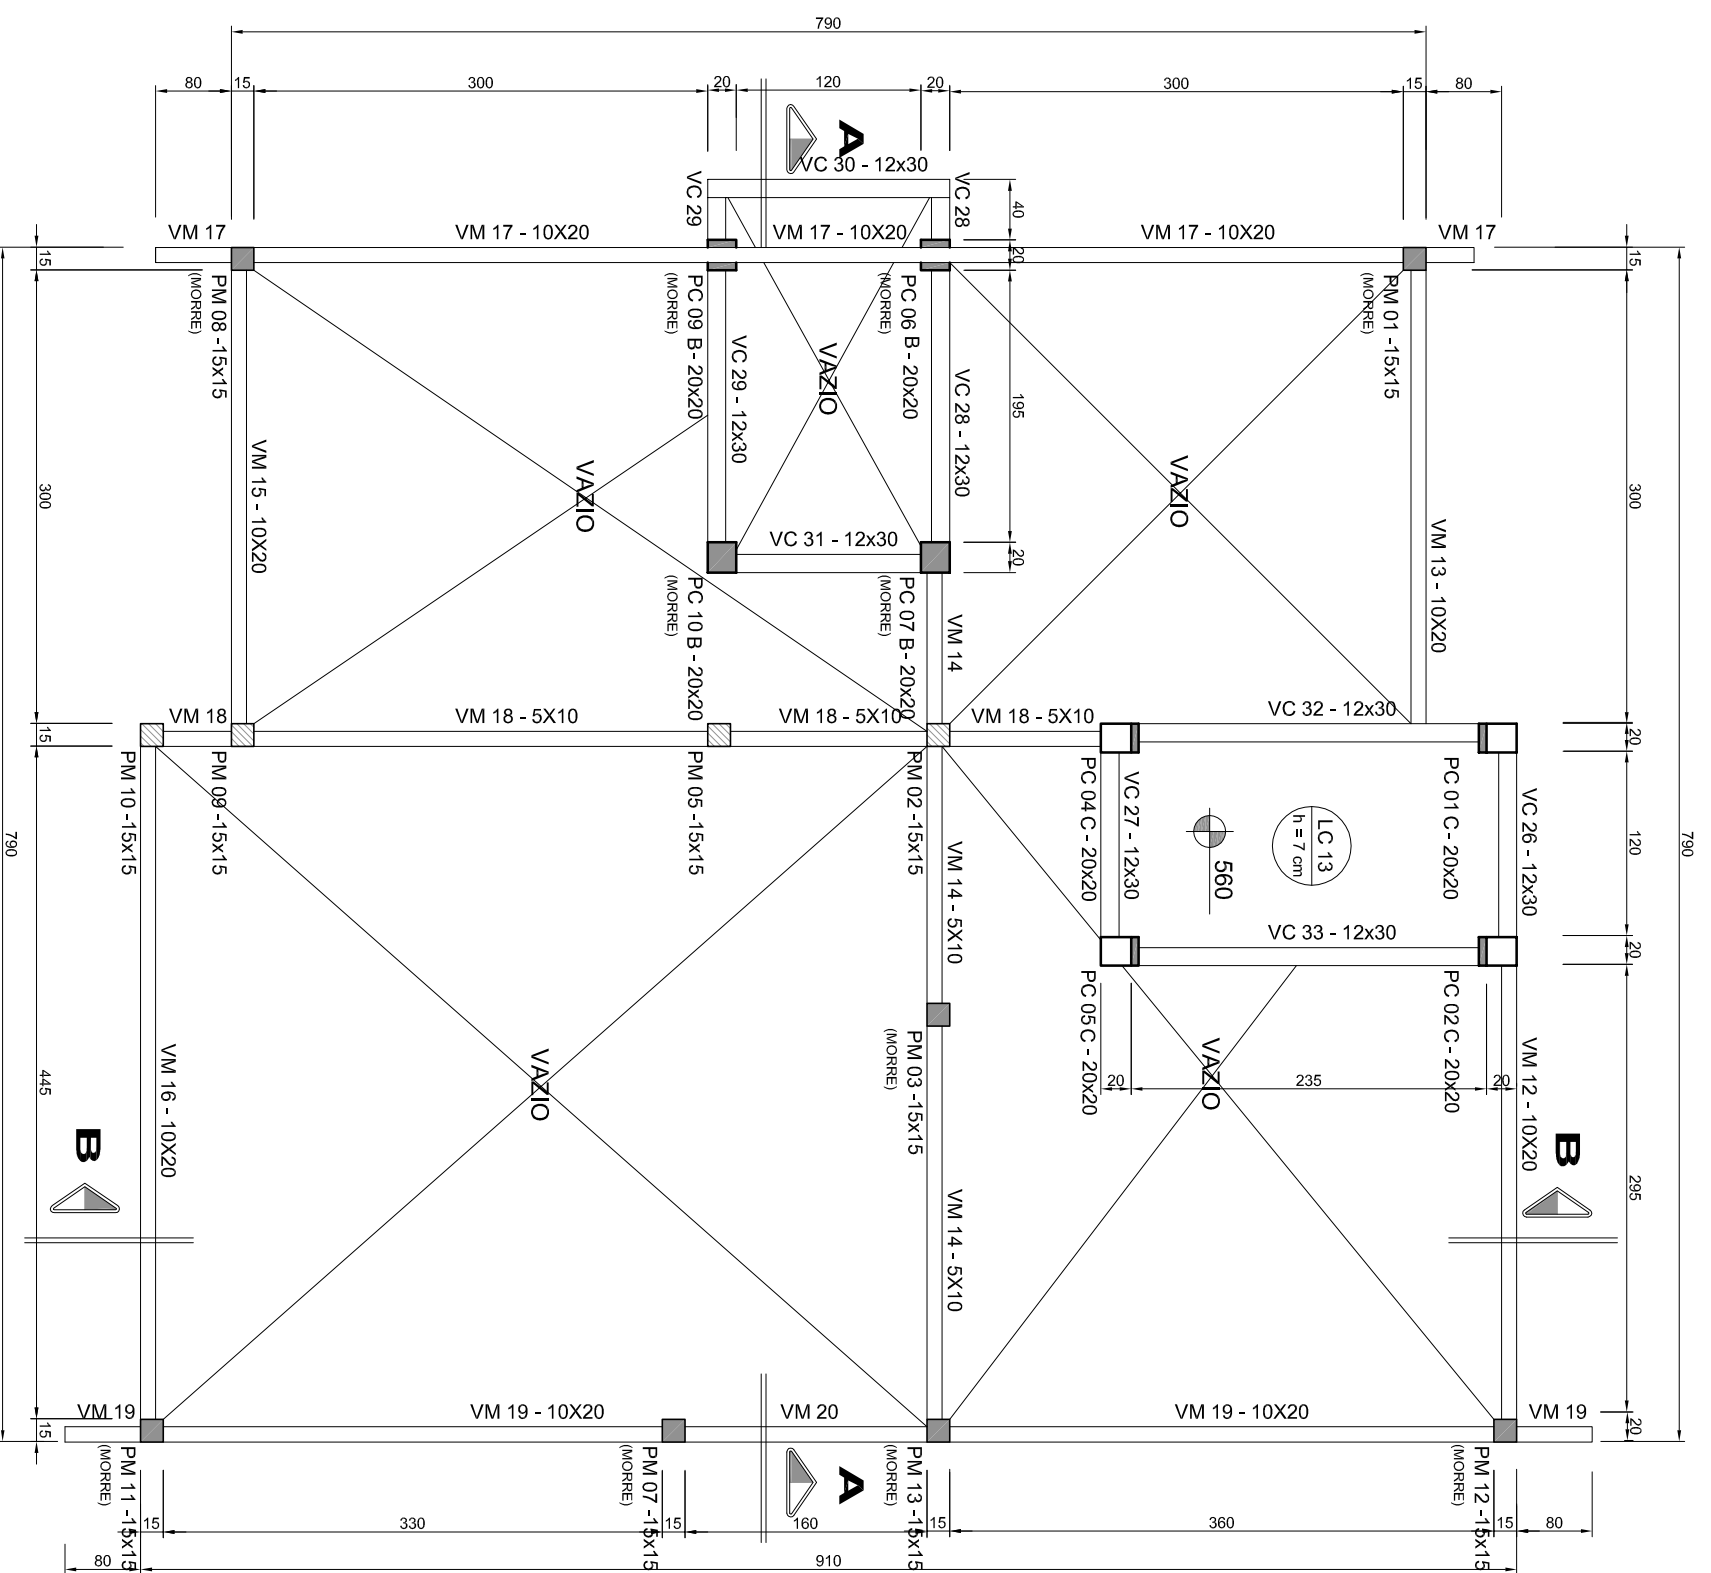 790
80
15
300
20
120
20
300
15
80
A
VC 30 - 12x30
VC 29
VC 28
40
VM 17
VM 17 - 10X20
VM 17 - 10X20
VM 17 - 10X20
VM 17
15
20
15
PM 08 -15x15
(MORRE)
PC 09 B- 20x20
(MORRE)
PC 06 B - 20x20
(MORRE)
PM 01 -15x15
(MORRE)
VC 29 - 12x30
VAZIO
VC 28 - 12x30
195
VM 15 - 10X20
VAZIO
VAZIO
300
300
VM 13 - 10X20
VC 31 - 12x30
20
PC 10 B - 20x20
(MORRE)
PC 07 B - 20x20
(MORRE)
VM 14
VM 18
VM 18 - 5X10
VM 18 - 5X10
VM 18 - 5X10
VC 32 - 12x30
15
20
PM 10 -15x15
PM 09 -15x15
PM 05 -15x15
PM 02 -15x15
PC 04 C - 20x20
VC 27 - 12x30
560
LC 13
h = 7 cm
PC 01 C - 20x20
VC 26 - 12x30
120
790
790
VM 14 - 5X10
VC 33 - 12x30
20
PC 05 C - 20x20
PC 02 C - 20x20
PM 03 -15x15
(MORRE)
VAZIO
VAZIO
20
235
20
VM 12 - 10X20
445
VM 16 - 10X20
B
B
295
VM 14 - 5X10
VM 19
VM 19 - 10X20
VM 20
VM 19 - 10X20
VM 19
15
20
PM 11 -15x15
(MORRE)
PM 07 -15x15
(MORRE)
A
PM 13 -15x15
(MORRE)
PM 12 -15x15
(MORRE)
15
330
15
160
15
360
15
80
80
910